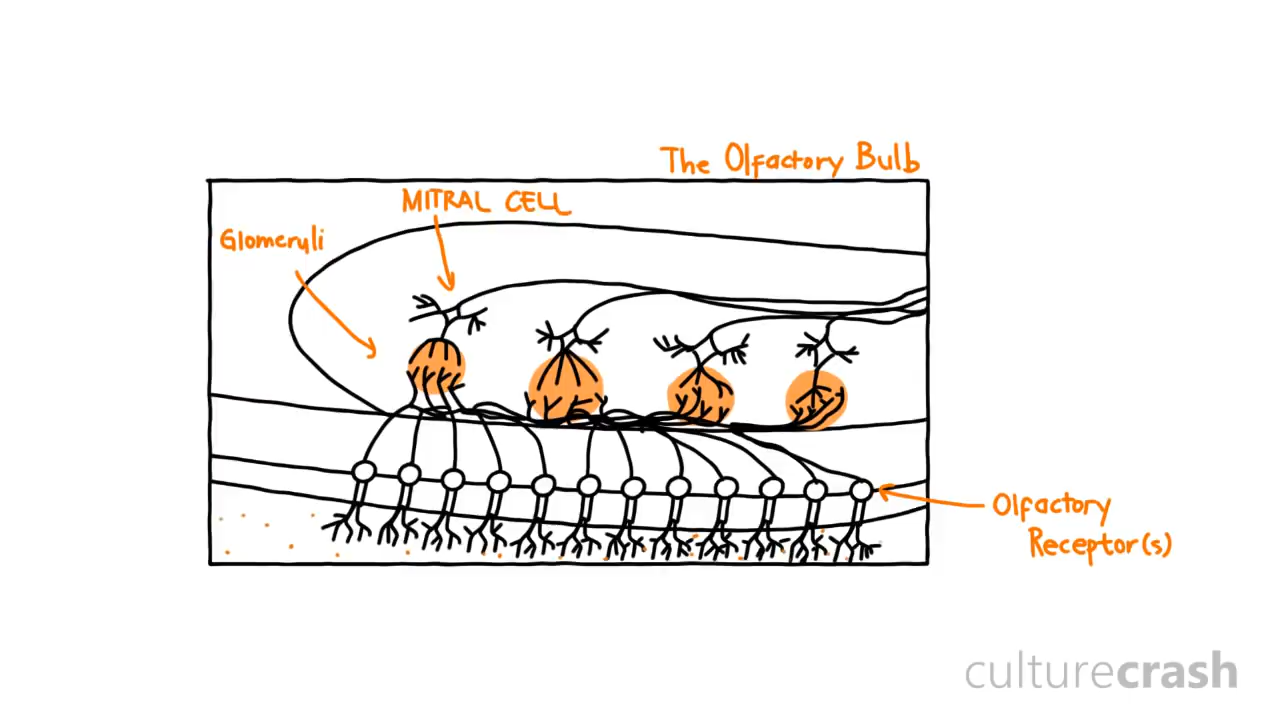 The Olfactory Bulb
MITRAL CELL
Glomeruli
Olfactory
Receptor(s)
culturecrash